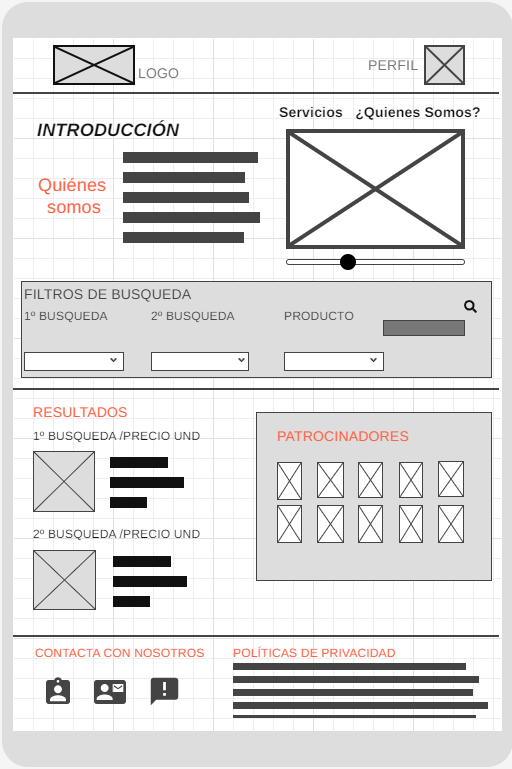 LOGO
PERFIL
Servicios ¿Quienes Somos?
INTRODUCCIÓN
Quiénes
somos
FILTROS DE BUSQUEDA
1º BUSQUEDA
2º BUSQUEDA
PRODUCTO
RESULTADOS
1º BUSQUEDA /PRECIO UND
2º BUSQUEDA /PRECIO UND
PATROCINADORES
CONTACTA CON NOSOTROS
POLÍTICAS DE PRIVACIDAD